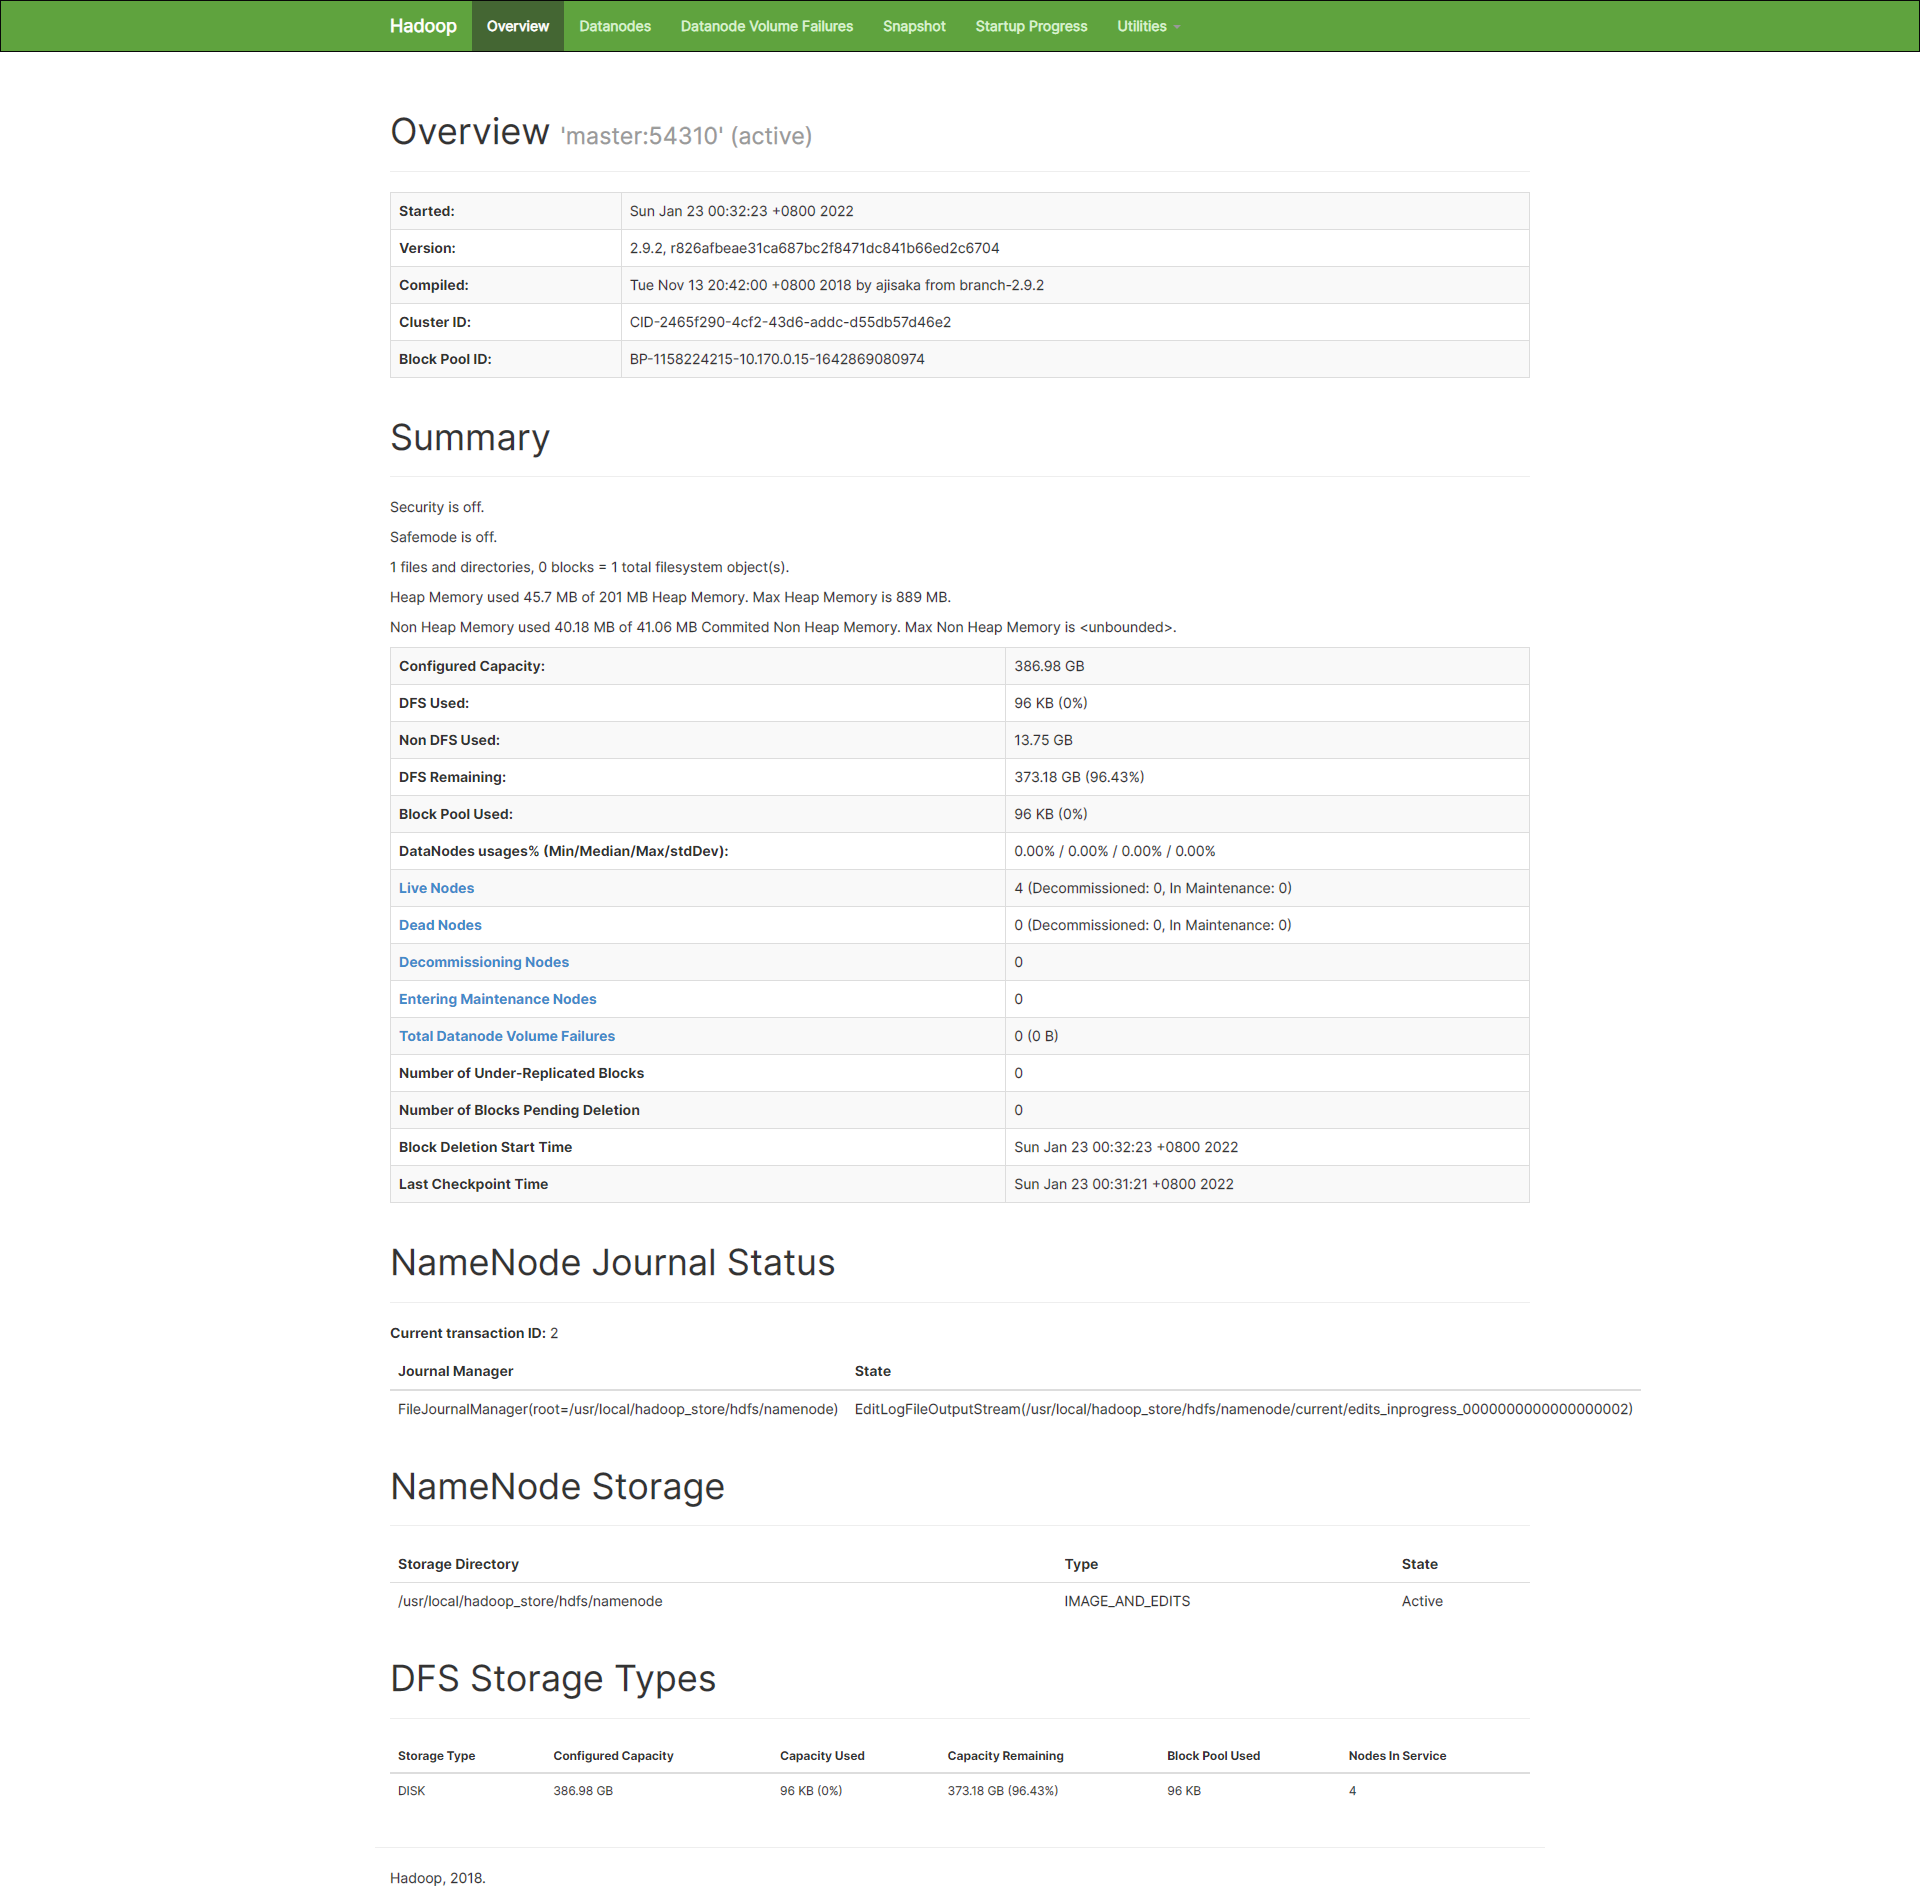 Hadoop Overview Datanodes Datanode Volume Failures Snapshot Startup Progress Utilities
Overview 'master:54310' (active)
Started: Sun Jan 23 00:32:23 +0800 2022
Version: 2.9.2, r826afbeae31ca687bc2f8471dc841b66ed2c6704
Compiled: Tue Nov 13 20:42:00 +0800 2018 by ajisaka from branch-2.9.2
Cluster ID: CID-2465f290-4cf2-43d6-addc-d55db57d46e2
Block Pool ID: BP-1158224215-10.170.0.15-1642869080974
Summary
Security is off.
Safemode is off.
1 files and directories, 0 blocks = 1 total filesystem object(s).
Heap Memory used 45.7 MB of 201 MB Heap Memory. Max Heap Memory is 889 MB.
Non Heap Memory used 40.18 MB of 41.06 MB Commited Non Heap Memory. Max Non Heap Memory is <unbounded>.
Configured Capacity: 386.98 GB
DFS Used: 96 KB (0%)
Non DFS Used: 13.75 GB
DFS Remaining: 373.18 GB (96.43%)
Block Pool Used: 96 KB (0%)
DataNodes usages% (Min/Median/Max/stdDev): 0.00% / 0.00% / 0.00% / 0.00%
Live Nodes 4 (Decommissioned: 0, In Maintenance: 0)
Dead Nodes 0 (Decommissioned: 0, In Maintenance: 0)
Decommissioning Nodes 0
Entering Maintenance Nodes 0
Total Datanode Volume Failures 0 (0 B)
Number of Under-Replicated Blocks 0
Number of Blocks Pending Deletion 0
Block Deletion Start Time Sun Jan 23 00:32:23 +0800 2022
Last Checkpoint Time Sun Jan 23 00:31:21 +0800 2022
NameNode Journal Status
Current transaction ID: 2
Journal Manager State
FileJournalManager(root=/usr/local/hadoop_store/hdfs/namenode) EditLogFileOutputStream(/usr/local/hadoop_store/hdfs/namenode/current/edits_inprogress_0000000000000000002)
NameNode Storage
Storage Directory Type State
/usr/local/hadoop_store/hdfs/namenode IMAGE_AND_EDITS Active
DFS Storage Types
Storage Type Configured Capacity Capacity Used Capacity Remaining Block Pool Used Nodes In Service
DISK 386.98 GB 96 KB (0%) 373.18 GB (96.43%) 96 KB 4
Hadoop, 2018.